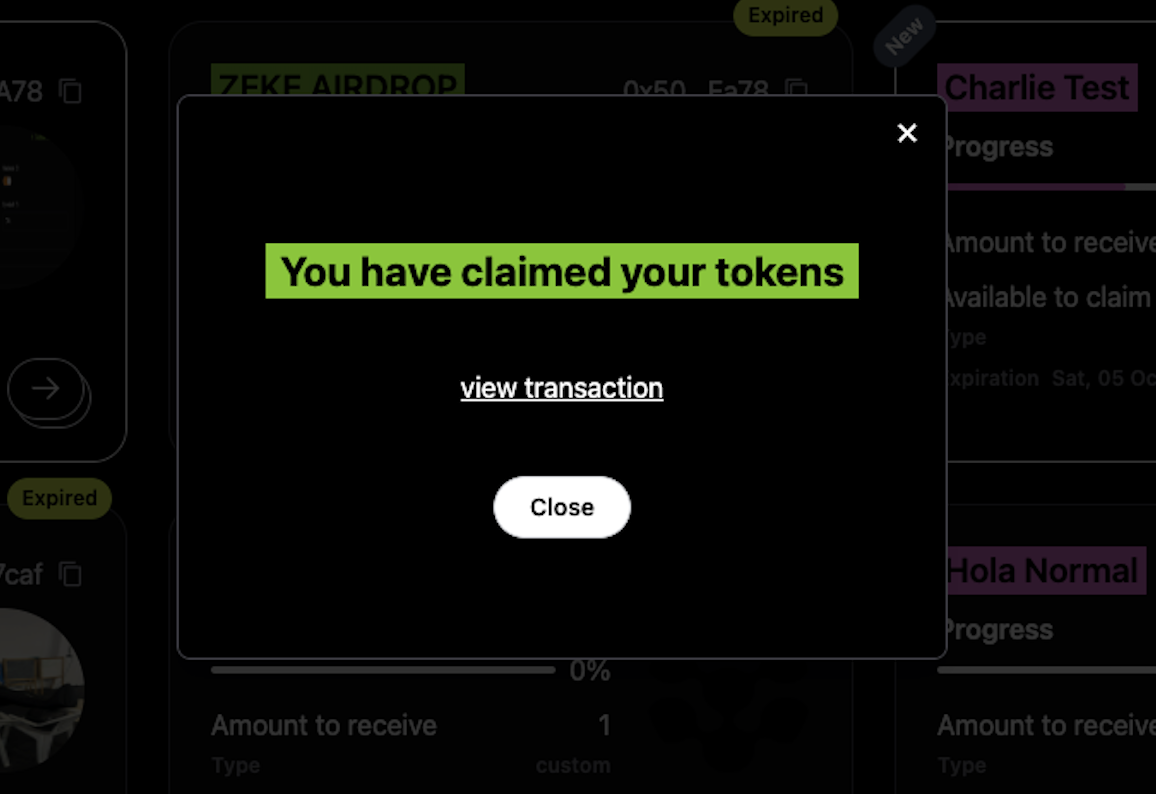 Expired
New
A78
ZEKE AIRDROP
0x50...Fa78
Charlie Test
Progress
You have claimed your tokens
Amount to receive
Available to claim
Type
Expiration Sat, 05 Oc
view transaction
Expired
Close
7caf
Hola Normal
Progress
0%
Amount to receive 1
Type custom
Amount to receive
Type